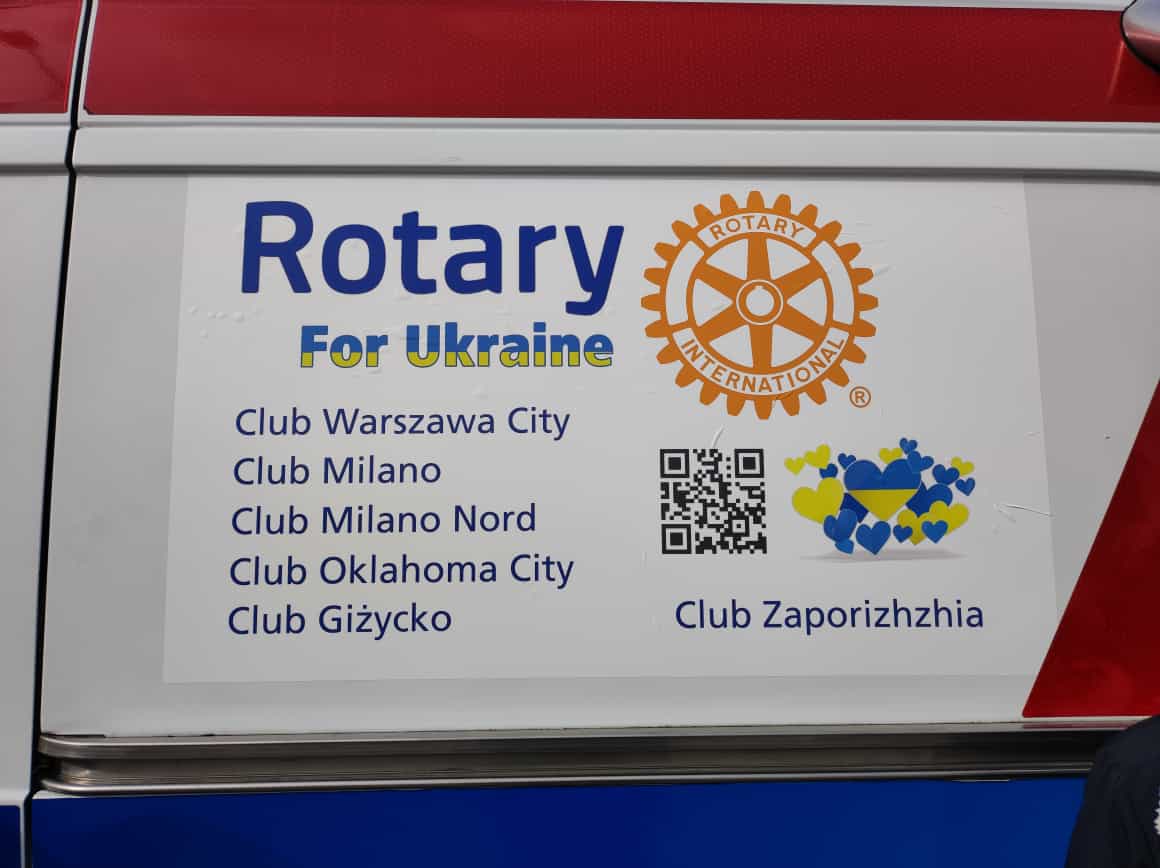 Rotary
For Ukraine
ROTARY
INTERNATIONAL
®
Club Warszawa City
Club Milano
Club Milano Nord
Club Oklahoma City
Club Giżycko
Club Zaporizhzhia